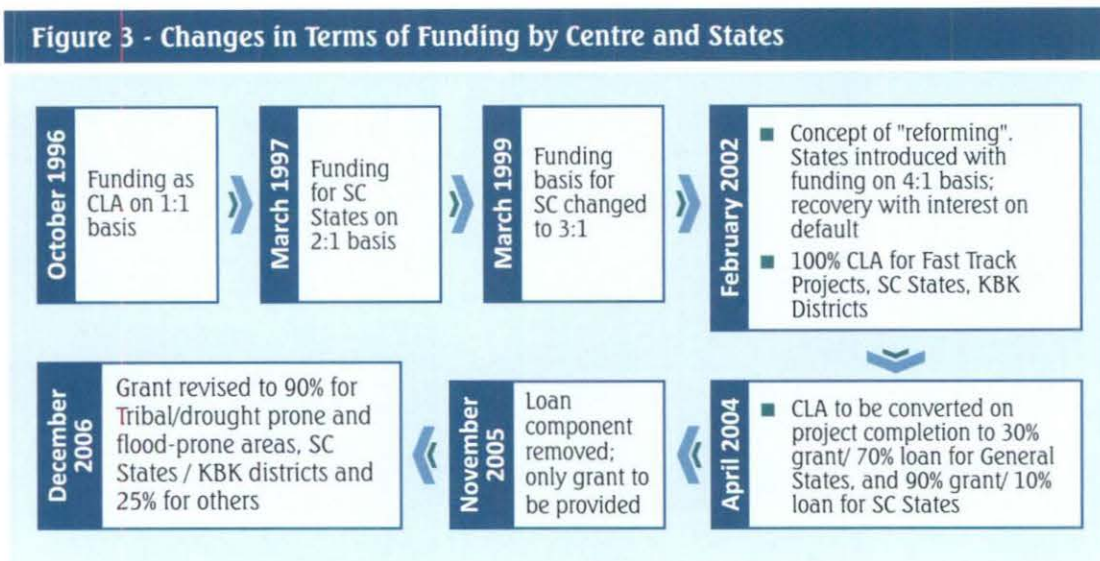 Figure 3 - Changes in Terms of Funding by Centre and States
October 1996
Funding as
CLA on 1:1
basis
March 1997
Funding
for SC
States on
2:1 basis
March 1999
Funding
basis for
SC changed
to 3:1
February 2002
Concept of "reforming".
States introduced with
funding on 4:1 basis;
recovery with interest on
default
100% CLA for Fast Track
Projects, SC States, KBK
Districts
April 2004
CLA to be converted on
project completion to 30%
grant/ 70% loan for General
States, and 90% grant/ 10%
loan for SC States
November
2005
Loan
component
removed;
only grant to
be provided
December
2006
Grant revised to 90% for
Tribal/drought prone and
flood-prone areas, SC
States / KBK districts and
25% for others